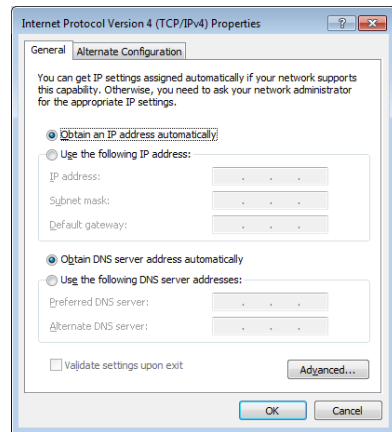 Internet Protocol Version 4 (TCP/IPv4) Properties
General Alternate Configuration
You can get IP settings assigned automatically if your network supports
this capability. Otherwise, you need to ask your network administrator
for the appropriate IP settings.
Obtain an IP address automatically
Use the following IP address:
IP address:
Subnet mask:
Default gateway:
Obtain DNS server address automatically
Use the following DNS server addresses:
Preferred DNS server:
Alternate DNS server:
Validate settings upon exit
Advanced...
OK Cancel